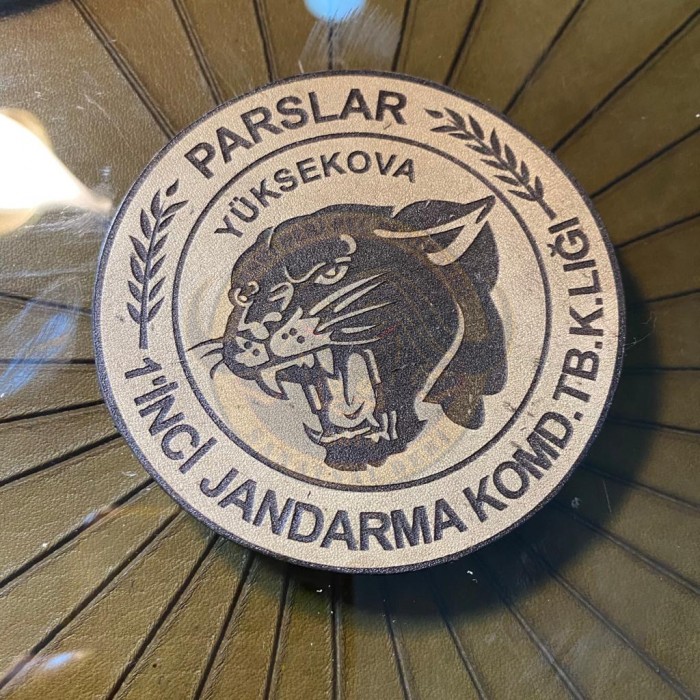 PARSLAR
YÜKSEKOVA
1'İNCİ JANDARMA KOMD.TB.K.LIĞI